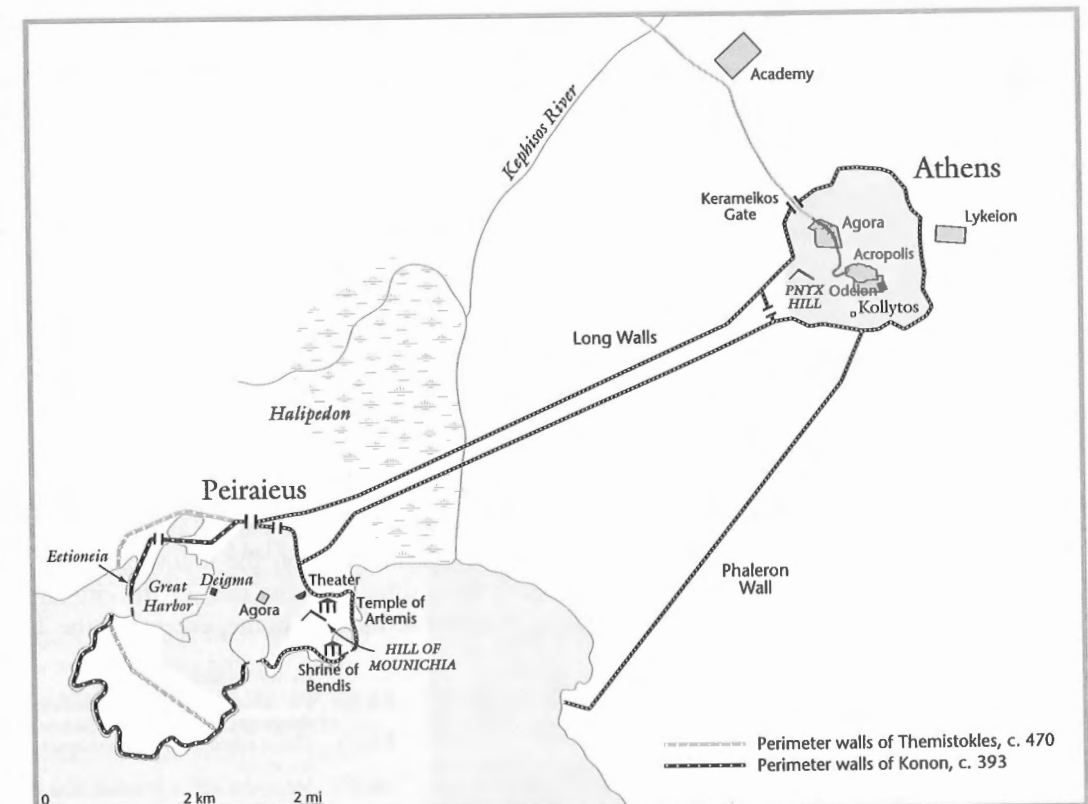 Academy
Kephisos River
Athens
Kerameikos
Gate
Agora
Lykeion
Acropolis
PNYX
HILL
Odeion
Kollytos
Long Walls
Halipedon
Peiraieus
Eetioneia
Great
Harbor
Deigma
Agora
Theater
Temple of
Artemis
HILL OF
MOUNICHIA
Shrine of
Bendis
Phaleron
Wall
Perimeter walls of Themistokles, c. 470
Perimeter walls of Konon, c. 393
0 2 km 2 mi